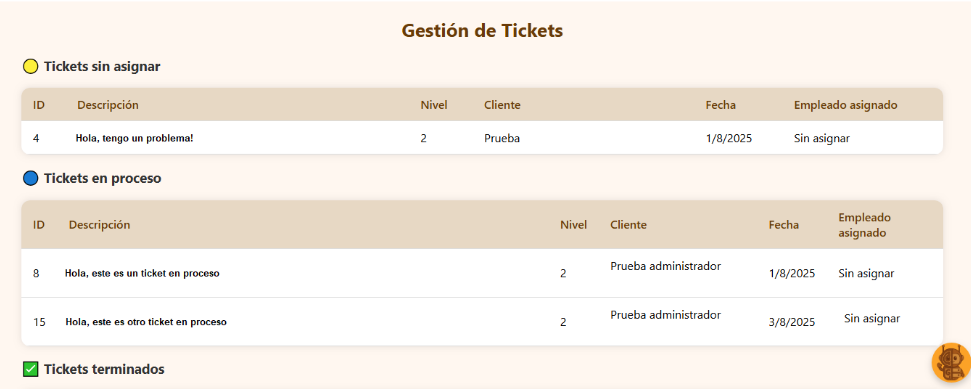 Gestión de Tickets
Tickets sin asignar
ID Descripción Nivel Cliente Fecha Empleado asignado
4 Hola, tengo un problema! 2 Prueba 1/8/2025 Sin asignar
Tickets en proceso
ID Descripción Nivel Cliente Fecha Empleado
asignado
8 Hola, este es un ticket en proceso 2 Prueba administrador 1/8/2025 Sin asignar
15 Hola, este es otro ticket en proceso 2 Prueba administrador 3/8/2025 Sin asignar
Tickets terminados